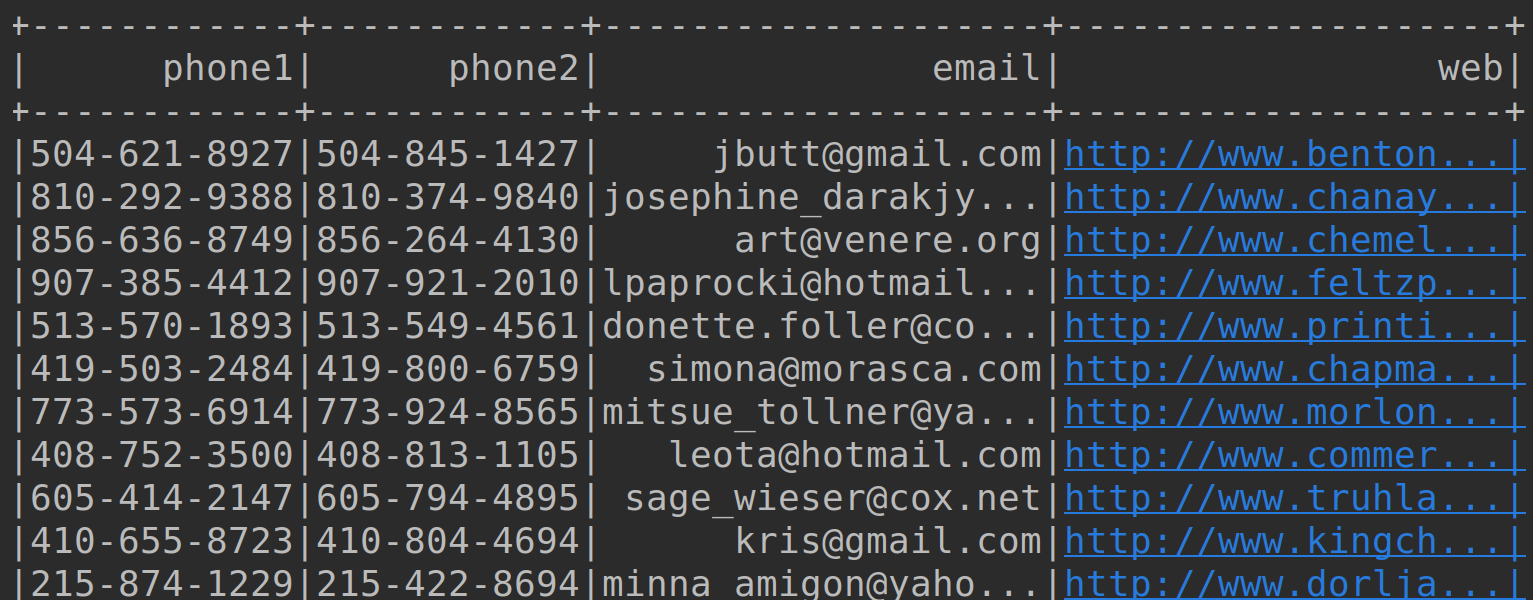 +------------+------------+--------------------+--------------------+
|      phone1|      phone2|               email|                 web|
+------------+------------+--------------------+--------------------+
|504-621-8927|504-845-1427|     jbutt@gmail.com|http://www.benton...|
|810-292-9388|810-374-9840|josephine_darakjy...|http://www.chanay...|
|856-636-8749|856-264-4130|      art@venere.org|http://www.chemel...|
|907-385-4412|907-921-2010|lpaprocki@hotmail...|http://www.feltzp...|
|513-570-1893|513-549-4561|donette.foller@co...|http://www.printi...|
|419-503-2484|419-800-6759|  simona@morasca.com|http://www.chapma...|
|773-573-6914|773-924-8565|mitsue_tollner@ya...|http://www.morlon...|
|408-752-3500|408-813-1105|   leota@hotmail.com|http://www.commer...|
|605-414-2147|605-794-4895| sage_wieser@cox.net|http://www.truhla...|
|410-655-8723|410-804-4694|      kris@gmail.com|http://www.kingch...|
|215-874-1229|215-422-8694|minna_amigon@yaho...|http://www.dorlja...|